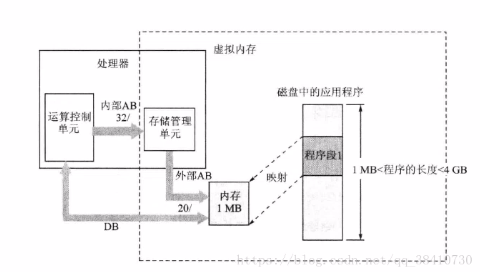 虚拟内存
处理器
磁盘中的应用程序
运算控制
单元
内部AB
32/
存储管理
单元
程序段1
1 MB<程序的长度<4 GB
外部AB
映射
内存
1 MB
20/
DB
https://blog.csdn.net/qq_38410730